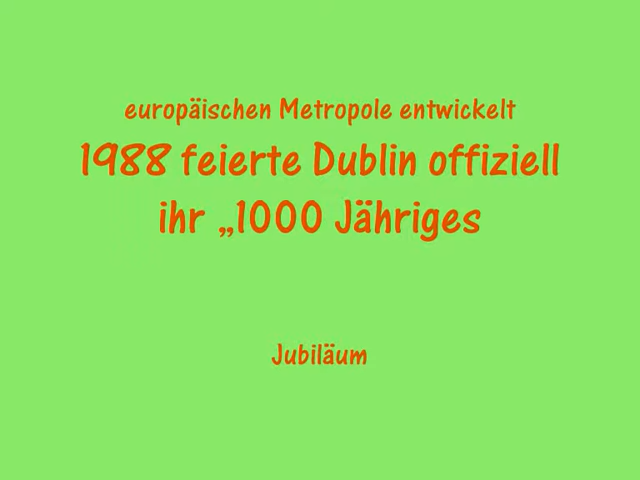 europäischen Metropole entwickelt
1988 feierte Dublin offiziell
ihr „1000 Jähriges
Jubiläum